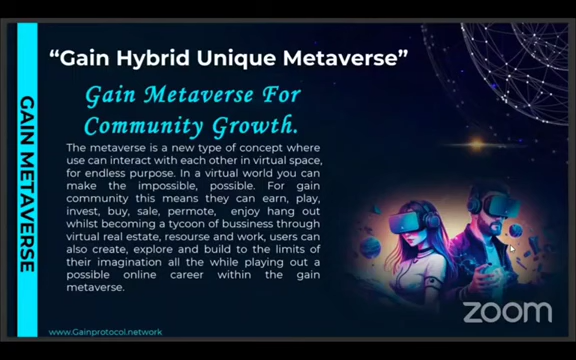 “Gain Hybrid Unique Metaverse”
Gain Metaverse For
Community Growth.
The metaverse is a new type of concept where
use can interact with each other in virtual space,
for endless purpose. In a virtual world you can
make the impossible, possible. For gain
community this means they can earn, play,
invest, buy, sale, permote, enjoy hang out
whilst becoming a tycoon of bussiness through
virtual real estate, resourse and work, users can
also create, explore and build to the limits of
their imagination all the while playing out a
possible online career within the gain
metaverse.
GAIN METAVERSE
zoom
www.Gainprotocol.network